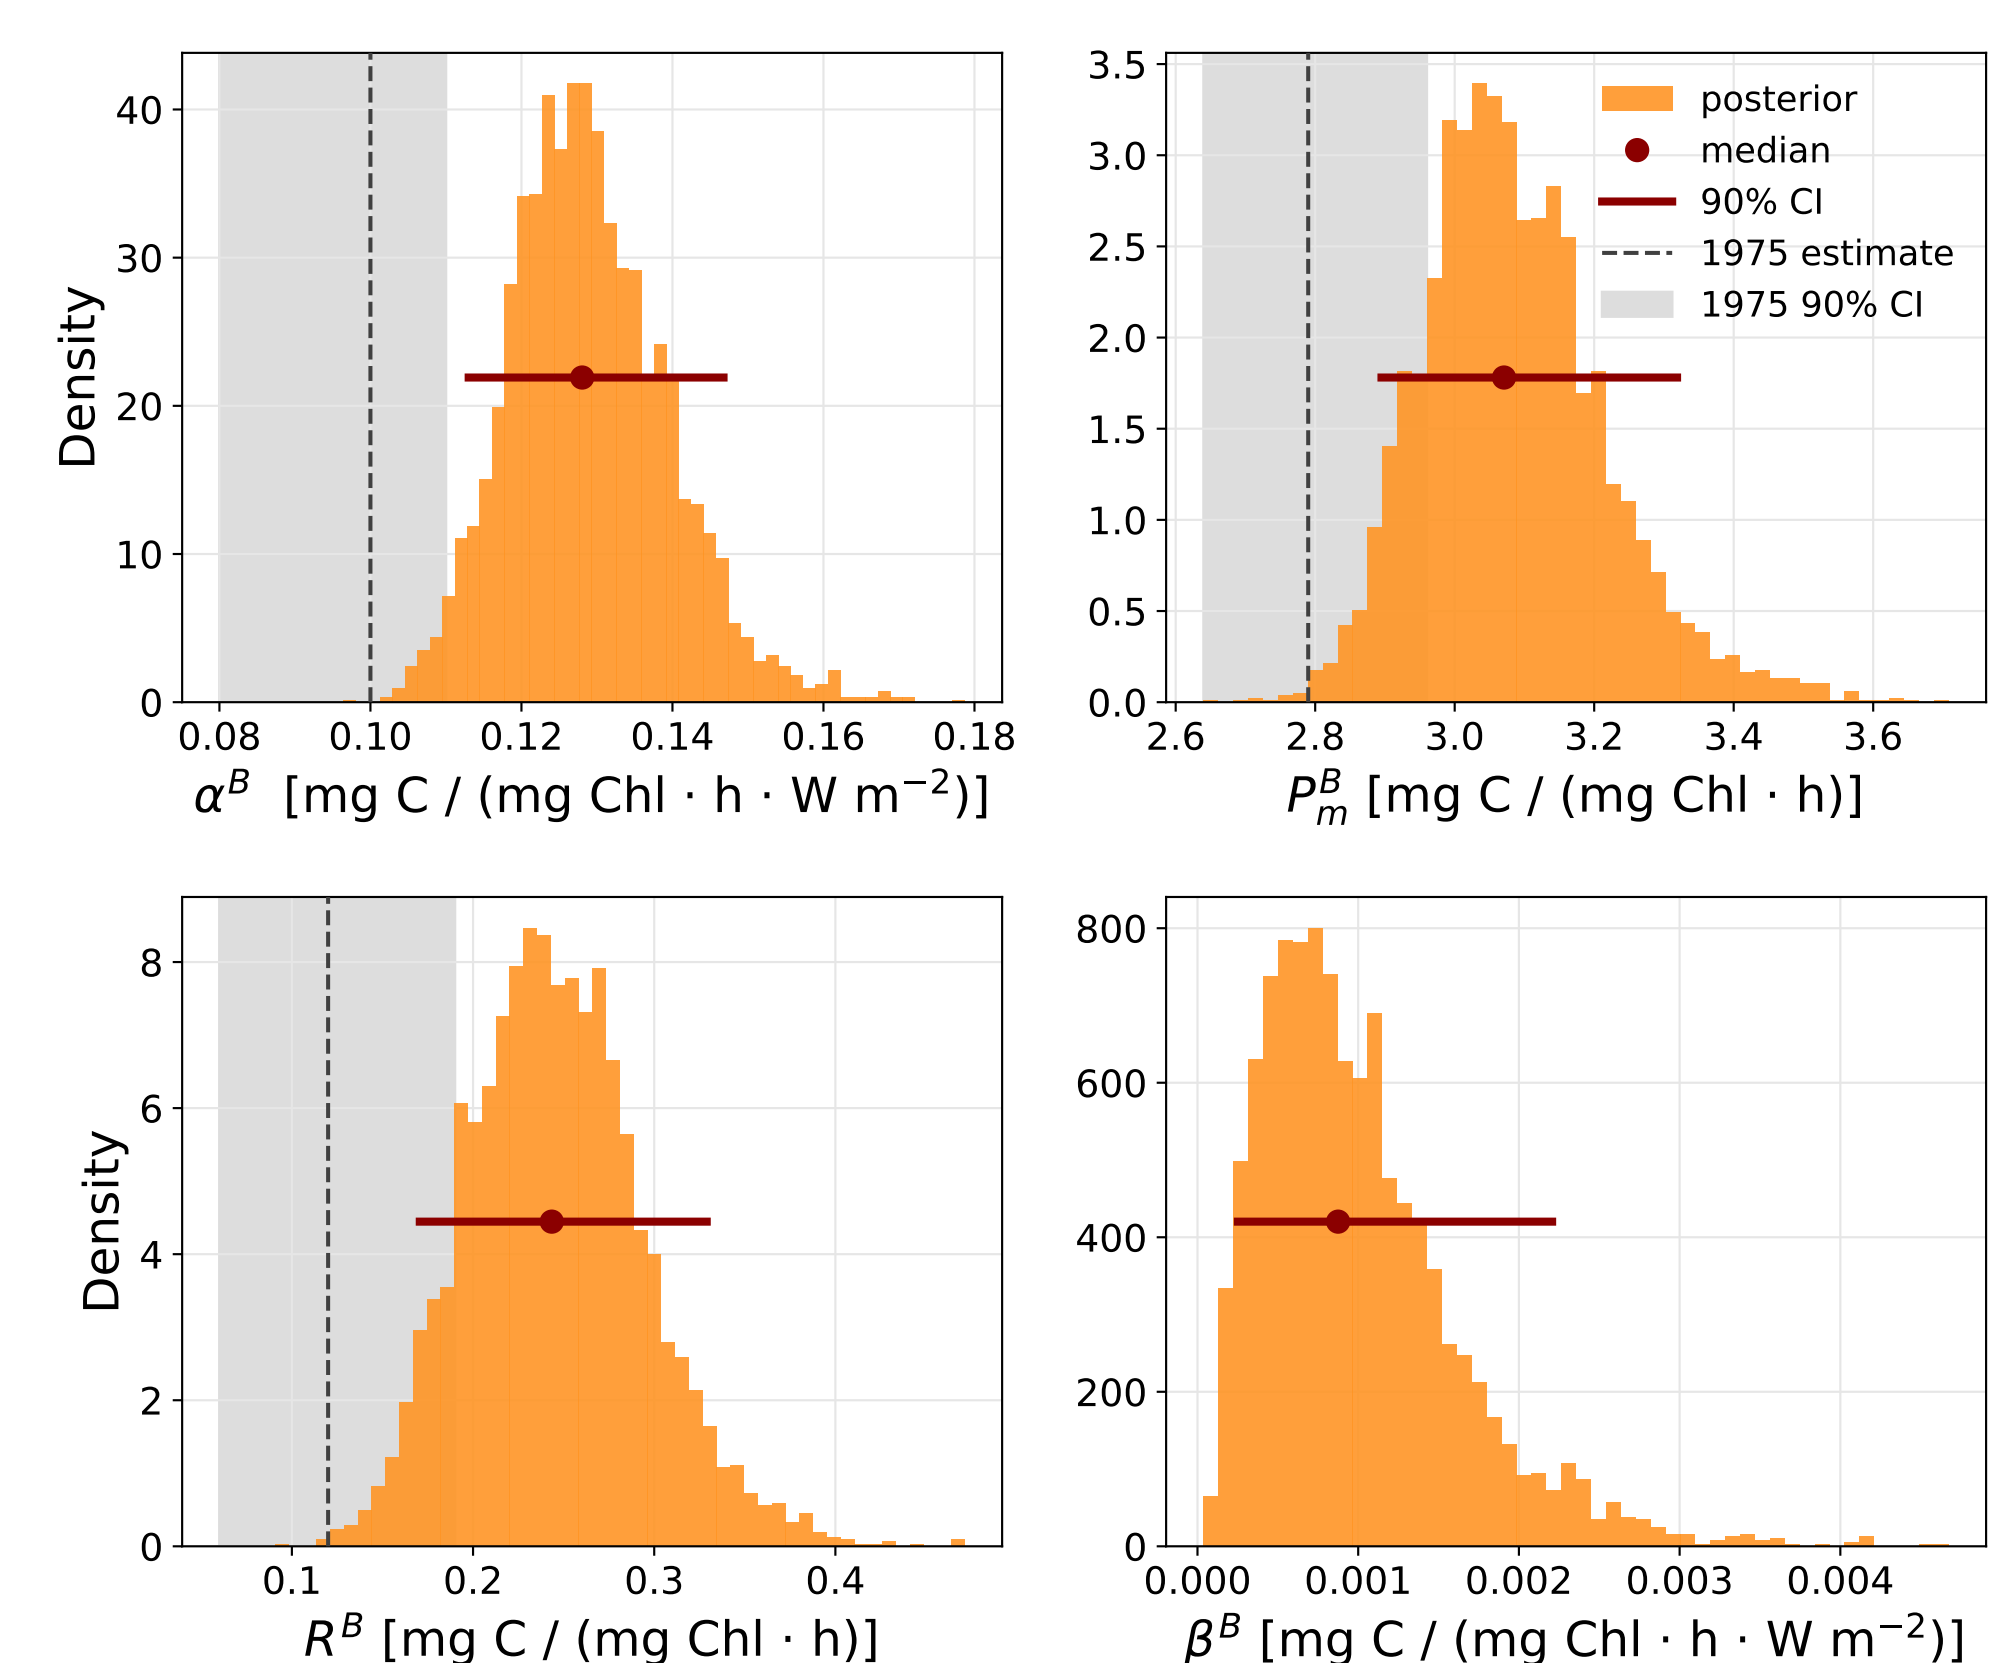 Density
40
30
20
10
0
0.08 0.10 0.12 0.14 0.16 0.18
α^B [mg C / (mg Chl · h · W m⁻²)]
3.5
3.0
2.5
2.0
1.5
1.0
0.5
0.0
2.6 2.8 3.0 3.2 3.4 3.6
P_m^B [mg C / (mg Chl · h)]
posterior
median
90% CI
1975 estimate
1975 90% CI
Density
8
6
4
2
0
0.1 0.2 0.3 0.4
R^B [mg C / (mg Chl · h)]
800
600
400
200
0
0.000 0.001 0.002 0.003 0.004
β^B [mg C / (mg Chl · h · W m⁻²)]